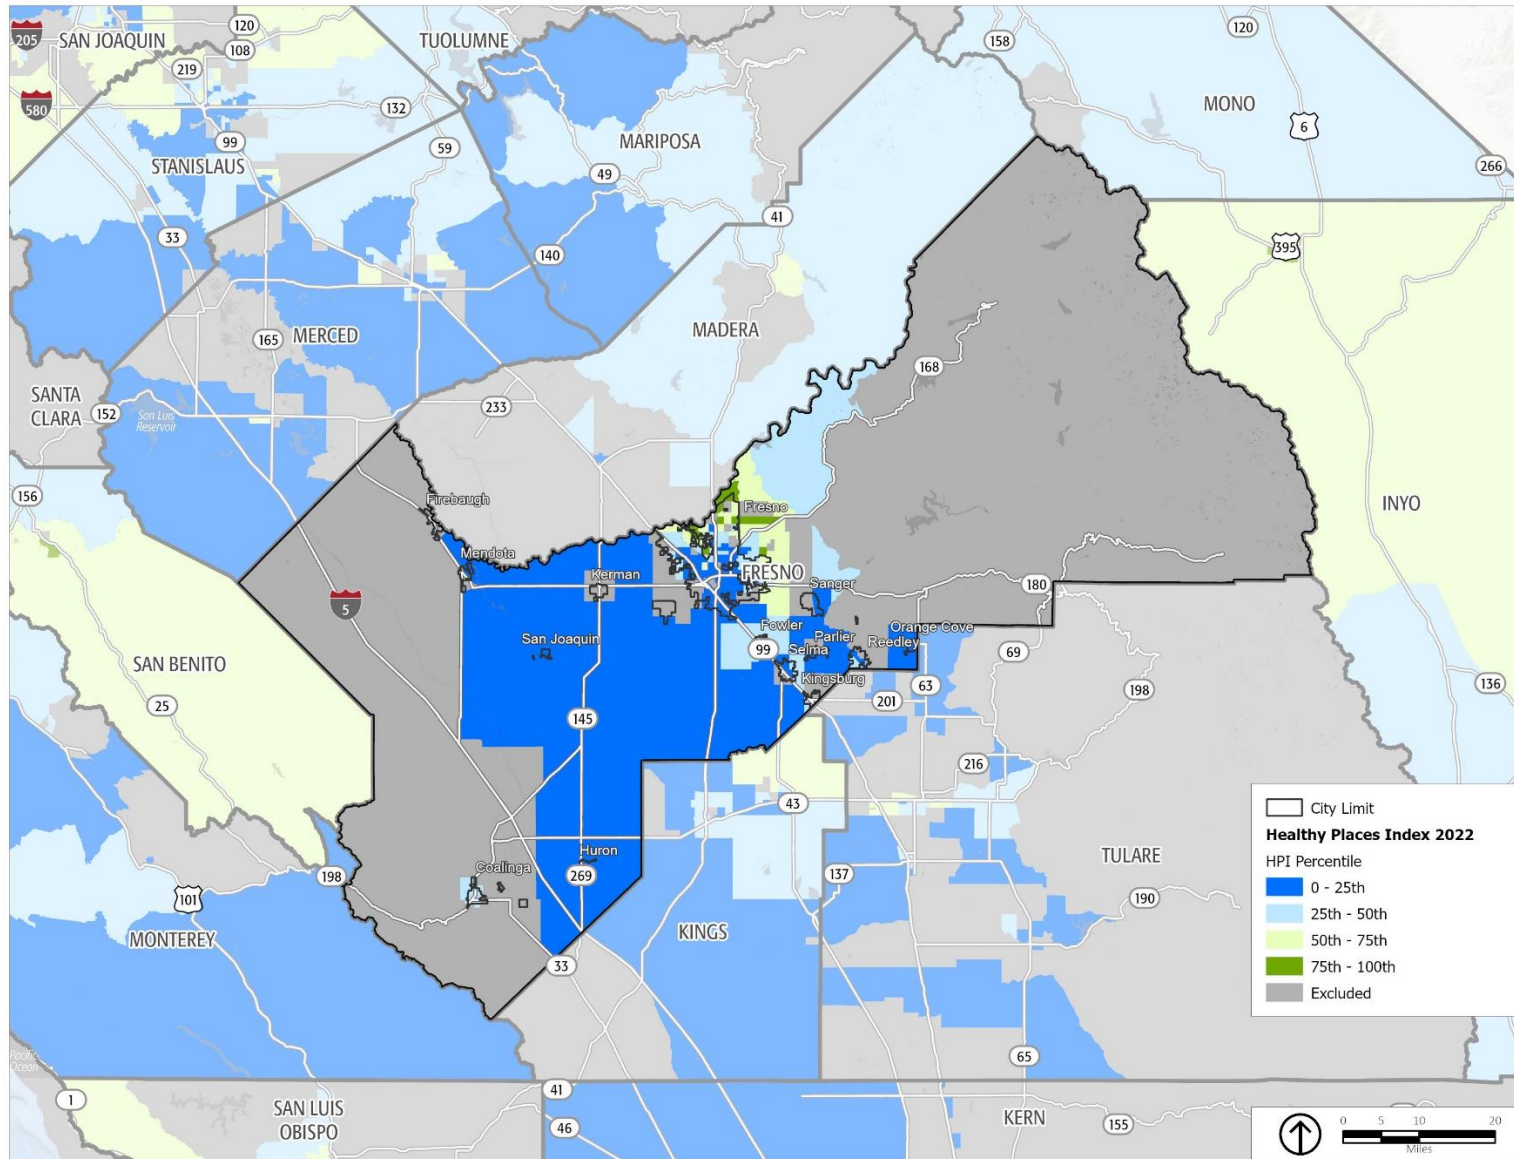 205
SAN JOAQUIN
120
108
219
TUOLUMNE
158
120
580
132
MONO
6
99
59
MARIPOSA
STANISLAUS
49
266
33
41
140
395
MADERA
MERCED
165
168
SANTA
CLARA
152
San Luis
Reservoir
233
156
Firebaugh
Fresno
INYO
Mendota
Kerman
FRESNO
Sanger
180
5
San Joaquin
Fowler
Orange Cove
Parlier
Reedley
99
Selma
69
SAN BENITO
Kingsburg
63
198
136
25
201
145
216
43
City Limit
Healthy Places Index 2022
HPI Percentile
0 - 25th
25th - 50th
50th - 75th
75th - 100th
Excluded
Huron
TULARE
Coalinga
198
269
137
101
190
MONTEREY
KINGS
33
Pacific
Ocean
65
41
1
SAN LUIS
OBISPO
46
KERN
155
0 5 10 20
Miles